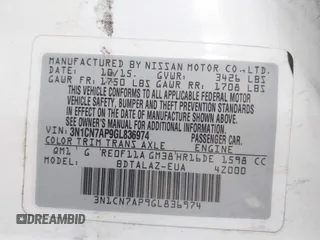 MANUFACTURED BY NISSAN MOTOR CO.,LTD.
DATE: 10/15. GVWR: 3426 LBS
GAWR FR: 1750 LBS GAWR RR: 1708 LBS
THIS VEHICLE CONFORMS TO ALL APPLICABLE FEDERAL
MOTOR VEHICLE SAFETY, BUMPER, AND THEFT
PREVENTION STANDARDS IN EFFECT ON THE DATE OF
MANUFACTURE SHOWN ABOVE.
PASSENGER CAR
SEE OWNER'S MANUAL FOR ADDITIONAL INFORMATION.
VIN: 3N1CN7AP9GL836974
COLOR TRIM TRANS AXLE ENGINE
QM1 G RE0F11A GM38 HR16DE 1598 CC
BDTALAZ-EUA 4Z000
3N1CN7AP9GL836974
DREAMBID